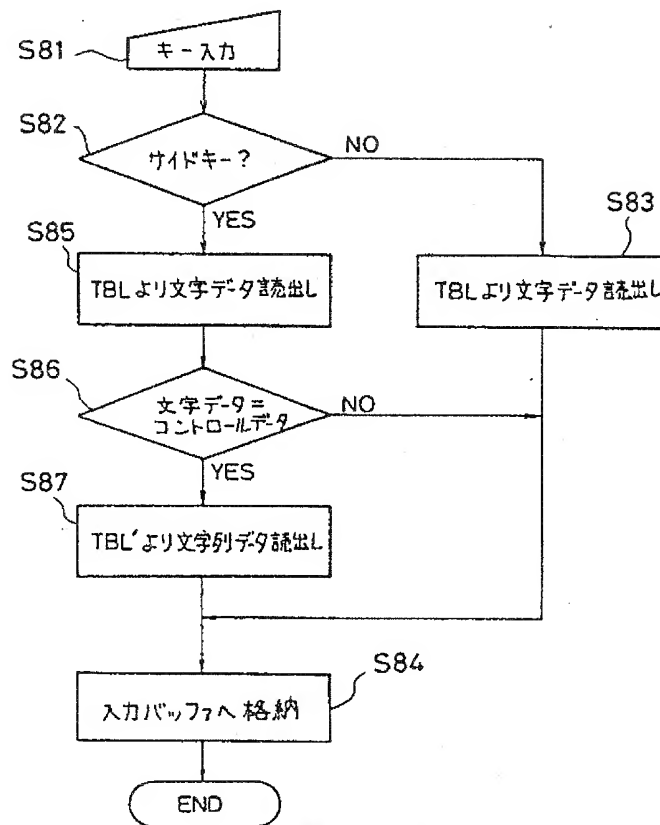 S81
キー入力
S82
サイドキー?
NO
YES
S85
TBLより文字データ読出し
S83
TBLより文字データ読出し
S86
文字データ=
コントロールデータ
NO
YES
S87
TBL'より文字列データ読出し
S84
入力バッファへ格納
END